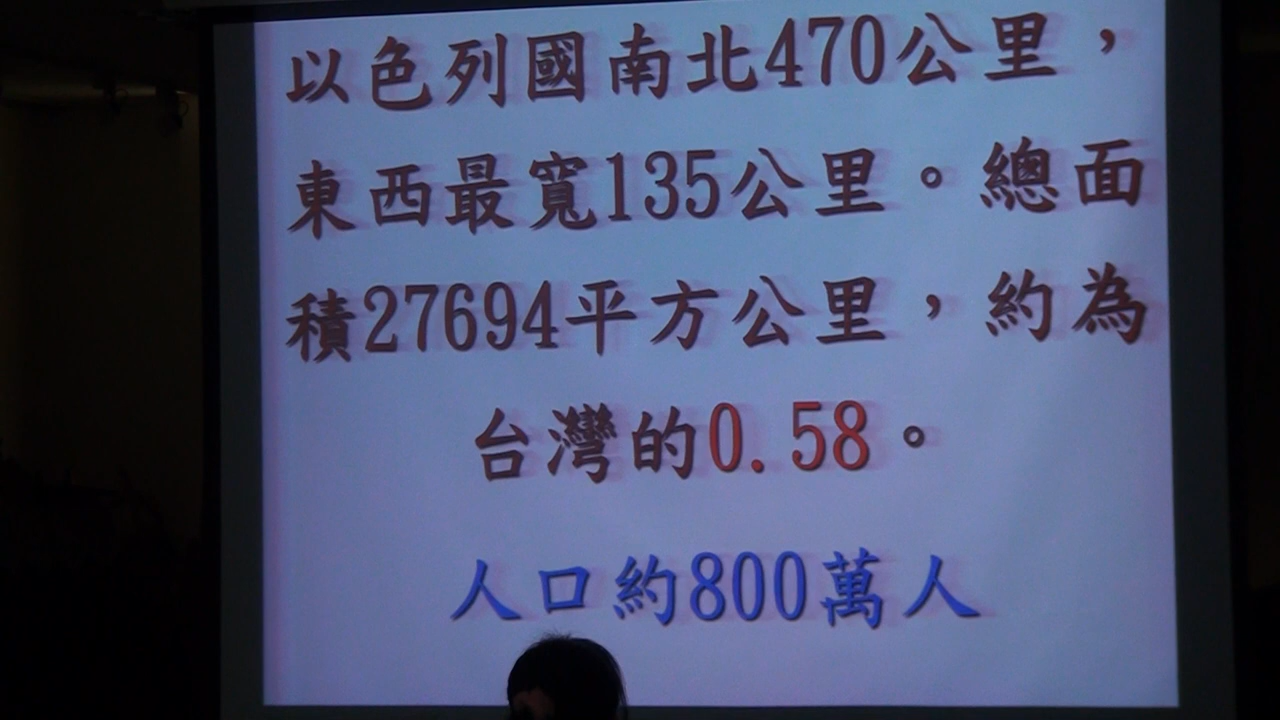 以色列國南北470公里，
東西最寬135公里。總面
積27694平方公里，約為
台灣的0.58。
人口約800萬人